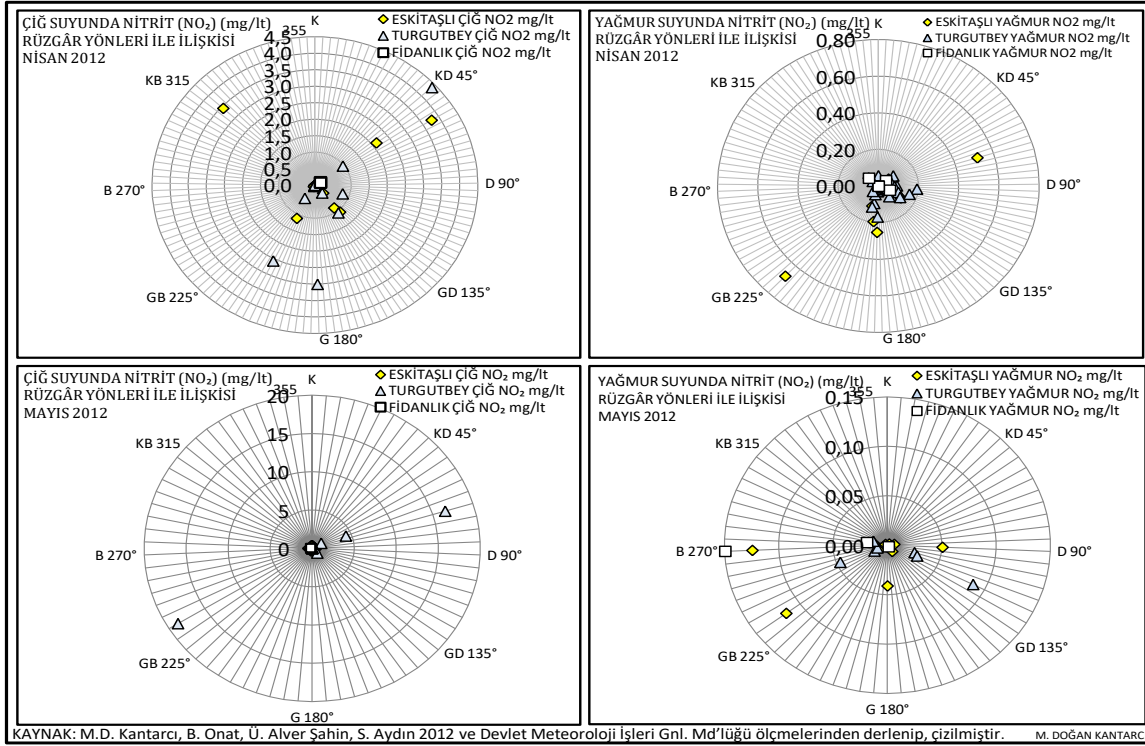 ÇİĞ SUYUNDA NİTRİT (NO₂) (mg/lt)
RÜZGÂR YÖNLERİ İLE İLİŞKİSİ
NİSAN 2012
K
355
ESKİTAŞLI ÇİĞ NO2 mg/lt
TURGUTBEY ÇİĞ NO2 mg/lt
FİDANLIK ÇİĞ NO2 mg/lt
4,5
4,0
3,5
3,0
2,5
2,0
1,5
1,0
0,5
0,0
KB 315
KD 45°
B 270°
D 90°
GB 225°
GD 135°
G 180°
YAĞMUR SUYUNDA NİTRİT (NO₂) (mg/lt)
RÜZGÂR YÖNLERİ İLE İLİŞKİSİ
NİSAN 2012
K
355
ESKİTAŞLI YAĞMUR NO2 mg/lt
TURGUTBEY YAĞMUR NO2 mg/lt
FİDANLIK YAĞMUR NO2 mg/lt
0,80
0,60
0,40
0,20
0,00
KB 315
KD 45°
B 270°
D 90°
GB 225°
GD 135°
G 180°
ÇİĞ SUYUNDA NİTRİT (NO₂) (mg/lt)
RÜZGÂR YÖNLERİ İLE İLİŞKİSİ
MAYIS 2012
K
355
ESKİTAŞLI ÇİĞ NO₂ mg/lt
TURGUTBEY ÇİĞ NO₂ mg/lt
FİDANLIK ÇİĞ NO₂ mg/lt
20
15
10
5
0
KB 315
KD 45°
B 270°
D 90°
GB 225°
GD 135°
G 180°
YAĞMUR SUYUNDA NİTRİT (NO₂) (mg/lt)
RÜZGÂR YÖNLERİ İLE İLİŞKİSİ
MAYIS 2012
K
355
ESKİTAŞLI YAĞMUR NO₂ mg/lt
TURGUTBEY YAĞMUR NO₂ mg/lt
FİDANLIK YAĞMUR NO₂ mg/lt
0,15
0,10
0,05
0,00
KB 315
KD 45°
B 270°
D 90°
GB 225°
GD 135°
G 180°
KAYNAK: M.D. Kantarcı, B. Onat, Ü. Alver Şahin, S. Aydın 2012 ve Devlet Meteoroloji İşleri Gnl. Md'lüğü ölçmelerinden derlenip, çizilmiştir. M. DOĞAN KANTARC